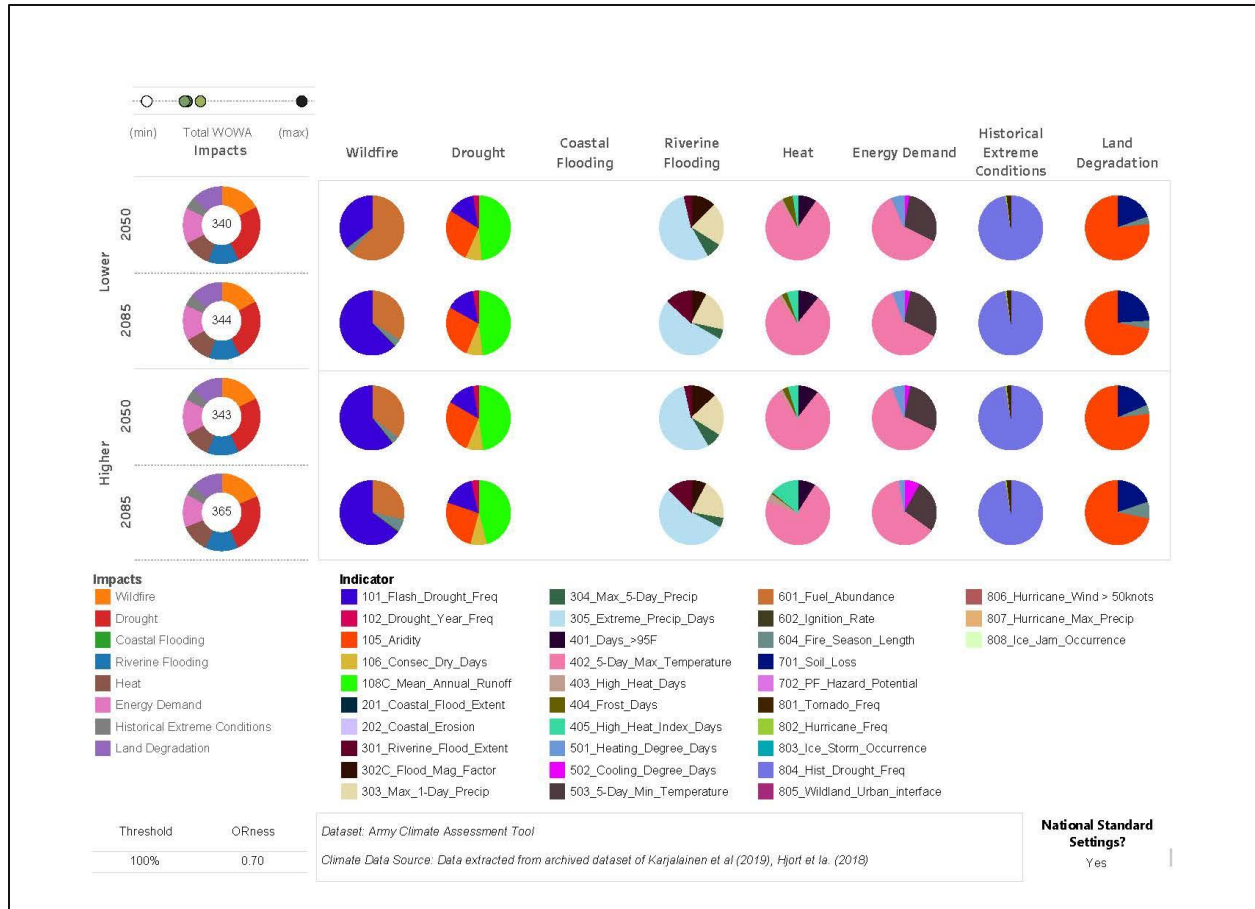 (min) Total WOWA (max)
Impacts
Wildfire
Drought
Coastal
Flooding
Riverine
Flooding
Heat
Energy Demand
Historical
Extreme
Conditions
Land
Degradation
Lower
2050
340
2085
344
Higher
2050
343
2085
365
Impacts
Wildfire
Drought
Coastal Flooding
Riverine Flooding
Heat
Energy Demand
Historical Extreme Conditions
Land Degradation
Indicator
101_Flash_Drought_Freq
102_Drought_Year_Freq
105_Aridity
106_Consec_Dry_Days
108C_Mean_Annual_Runoff
201_Coastal_Flood_Extent
202_Coastal_Erosion
301_Riverine_Flood_Extent
302C_Flood_Mag_Factor
303_Max_1-Day_Precip
304_Max_5-Day_Precip
305_Extreme_Precip_Days
401_Days_>95F
402_5-Day_Max_Temperature
403_High_Heat_Days
404_Frost_Days
405_High_Heat_Index_Days
501_Heating_Degree_Days
502_Cooling_Degree_Days
503_5-Day_Min_Temperature
601_Fuel_Abundance
602_Ignition_Rate
604_Fire_Season_Length
701_Soil_Loss
702_PF_Hazard_Potential
801_Tornado_Freq
802_Hurricane_Freq
803_Ice_Storm_Occurrence
804_Hist_Drought_Freq
805_Wildland_Urban_interface
806_Hurricane_Wind > 50knots
807_Hurricane_Max_Precip
808_Ice_Jam_Occurrence
Threshold ORness
100% 0.70
Dataset: Army Climate Assessment Tool
Climate Data Source: Data extracted from archived dataset of Karjalainen et al (2019), Hjort et la. (2018)
National Standard
Settings?
Yes